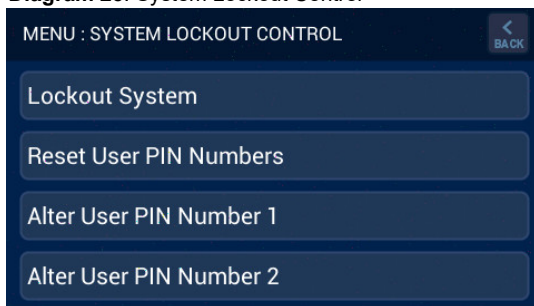 MENU : SYSTEM LOCKOUT CONTROL
BACK
Lockout System
Reset User PIN Numbers
Alter User PIN Number 1
Alter User PIN Number 2